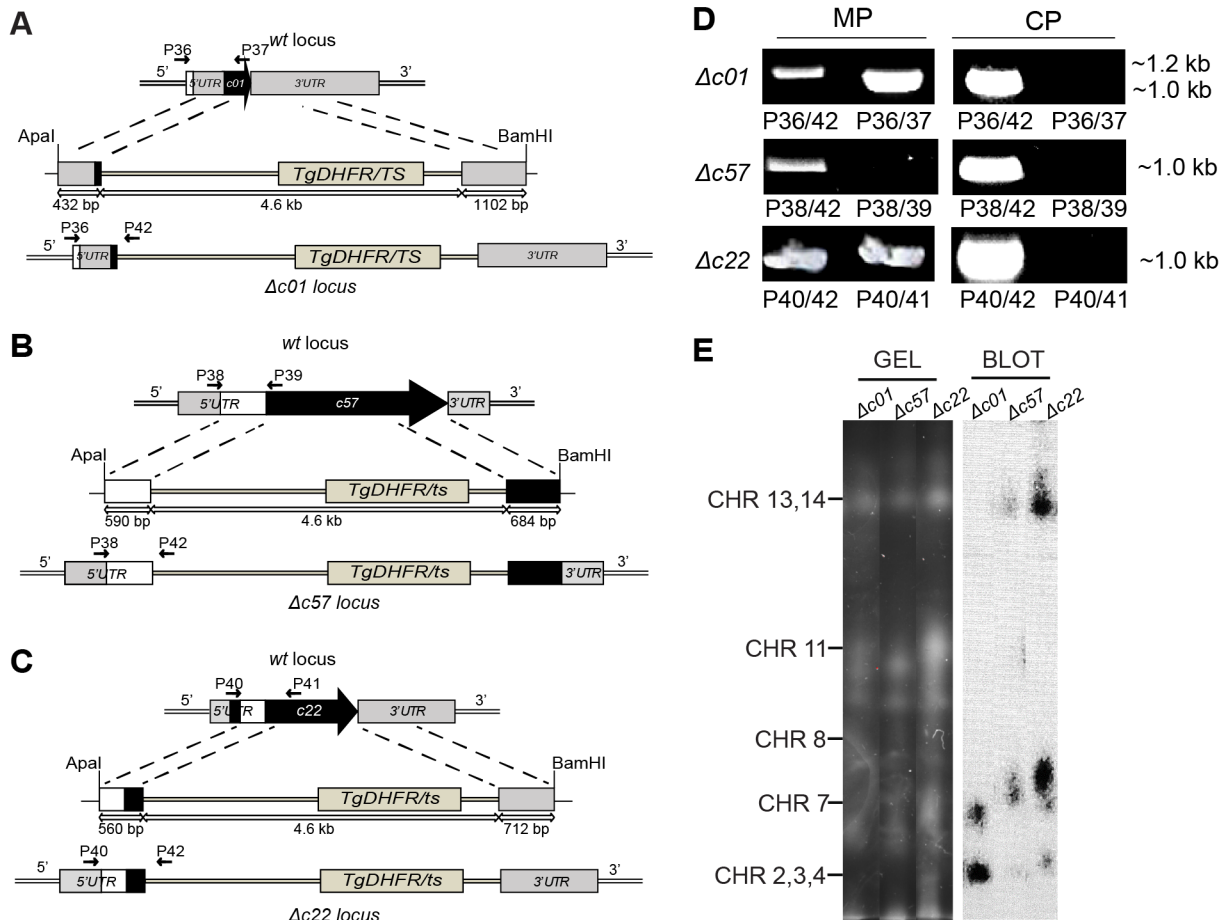 A
wt locus
P36
P37
5'
3'
5'UTR
c01
3'UTR
ApaI
BamHI
TgDHFR/TS
432 bp
4.6 kb
1102 bp
P36
P42
5'
3'
5'UTR
TgDHFR/TS
3'UTR
Δc01 locus
B
wt locus
P38
P39
5'
3'
5'UTR
c57
3'UTR
ApaI
BamHI
TgDHFR/ts
590 bp
4.6 kb
684 bp
P38
P42
5'
3'
5'UTR
TgDHFR/ts
3'UTR
Δc57 locus
C
wt locus
P40
P41
5'
3'
5'UTR
c22
3'UTR
ApaI
BamHI
TgDHFR/ts
560 bp
4.6 kb
712 bp
P40
P42
5'
3'
5'UTR
TgDHFR/ts
3'UTR
Δc22 locus
D
MP
CP
Δc01
~1.2 kb
~1.0 kb
P36/42 P36/37 P36/42 P36/37
Δc57
~1.0 kb
P38/42 P38/39 P38/42 P38/39
Δc22
~1.0 kb
P40/42 P40/41 P40/42 P40/41
E
GEL
BLOT
Δc01 Δc57 Δc22 Δc01 Δc57 Δc22
CHR 13,14
CHR 11
CHR 8
CHR 7
CHR 2,3,4